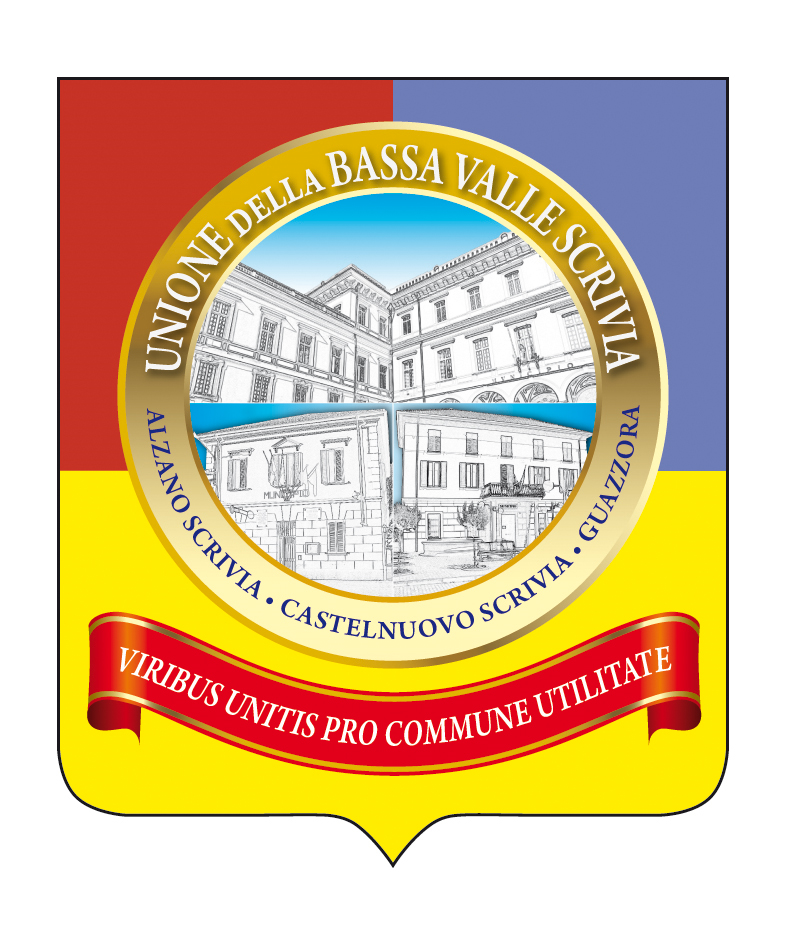 UNIONE DELLA BASSA VALLE SCRIVIA
ALZANO SCRIVIA • CASTELNUOVO SCRIVIA • GUAZZORA
VIRIBUS UNITIS PRO COMMUNE UTILITATE